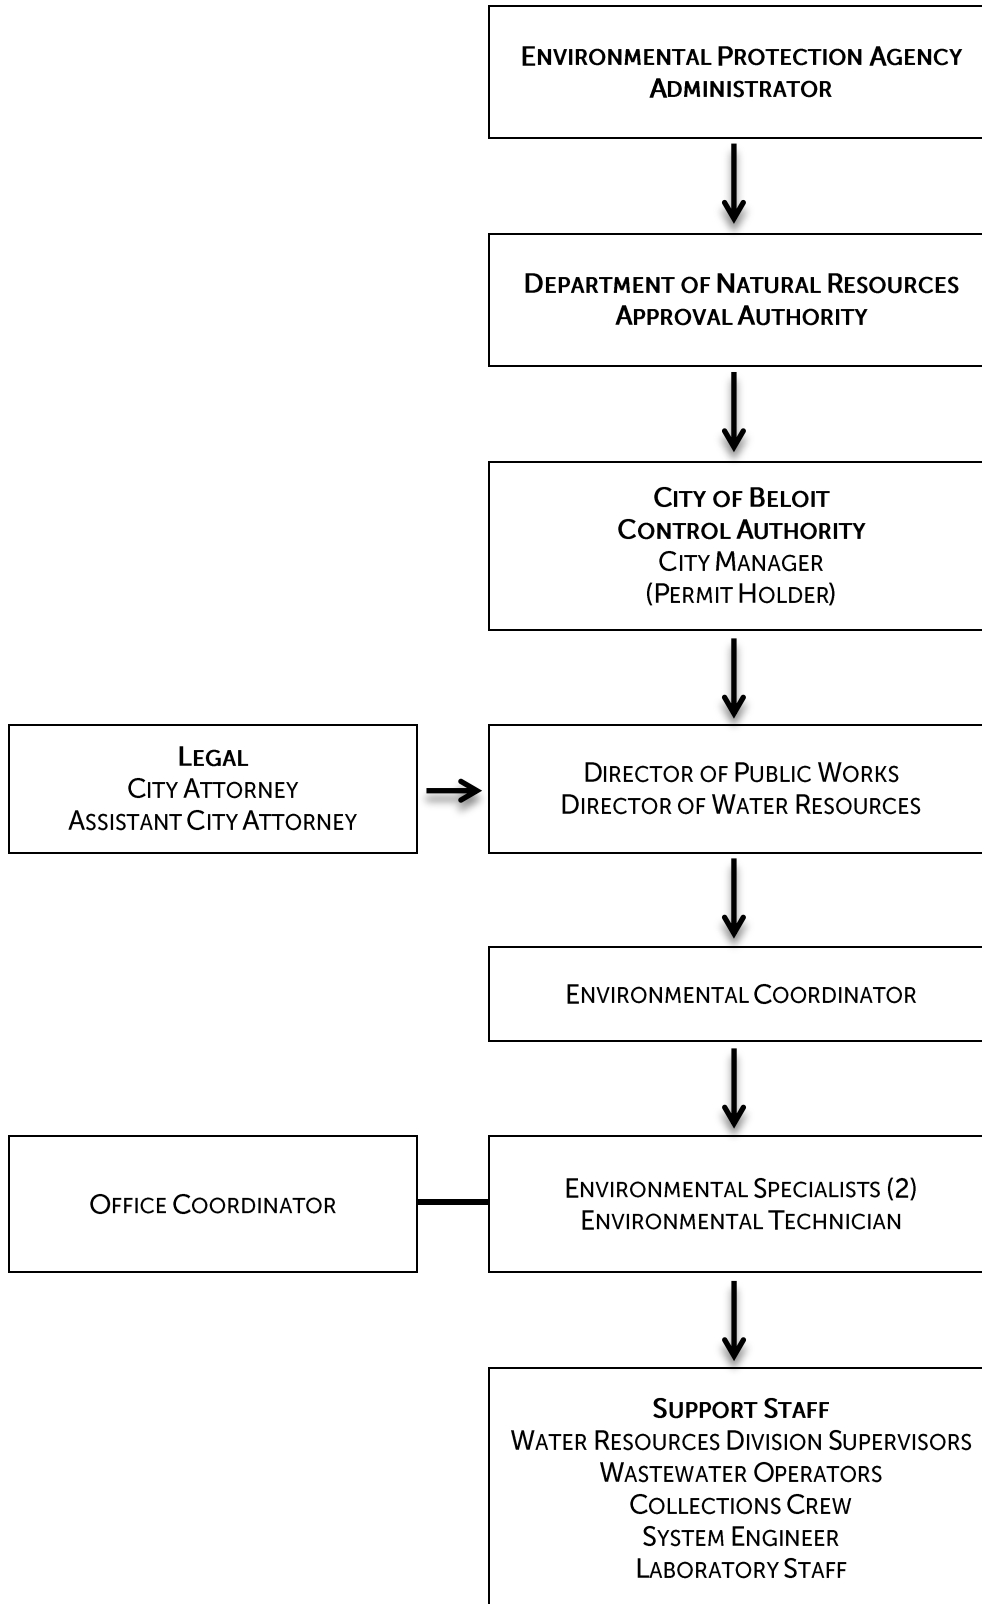 ENVIRONMENTAL PROTECTION AGENCY
ADMINISTRATOR
DEPARTMENT OF NATURAL RESOURCES
APPROVAL AUTHORITY
CITY OF BELOIT
CONTROL AUTHORITY
CITY MANAGER
(PERMIT HOLDER)
LEGAL
CITY ATTORNEY
ASSISTANT CITY ATTORNEY
DIRECTOR OF PUBLIC WORKS
DIRECTOR OF WATER RESOURCES
ENVIRONMENTAL COORDINATOR
OFFICE COORDINATOR
ENVIRONMENTAL SPECIALISTS (2)
ENVIRONMENTAL TECHNICIAN
SUPPORT STAFF
WATER RESOURCES DIVISION SUPERVISORS
WASTEWATER OPERATORS
COLLECTIONS CREW
SYSTEM ENGINEER
LABORATORY STAFF